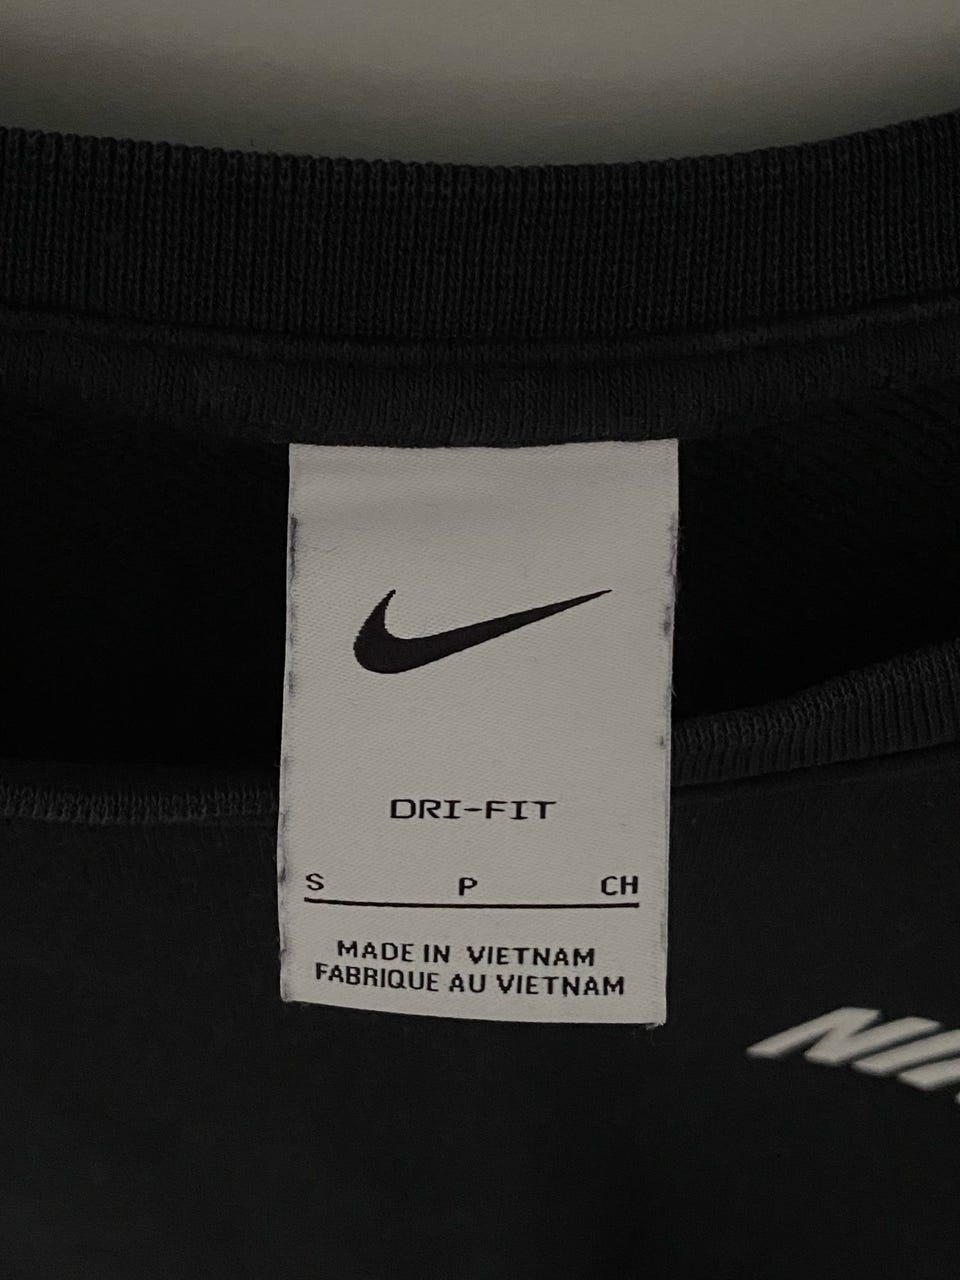 DRI-FIT
S P CH
MADE IN VIETNAM
FABRIQUE AU VIETNAM